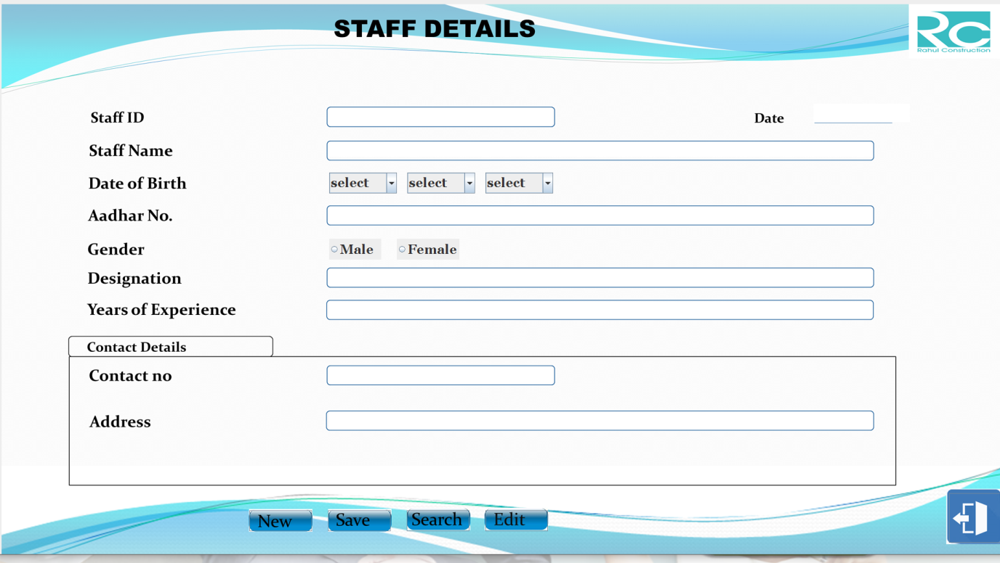 STAFF DETAILS
RC
Rahul Construction
Staff ID
Date
Staff Name
Date of Birth
select select select
Aadhar No.
Gender
Male Female
Designation
Years of Experience
Contact Details
Contact no
Address
New Save Search Edit